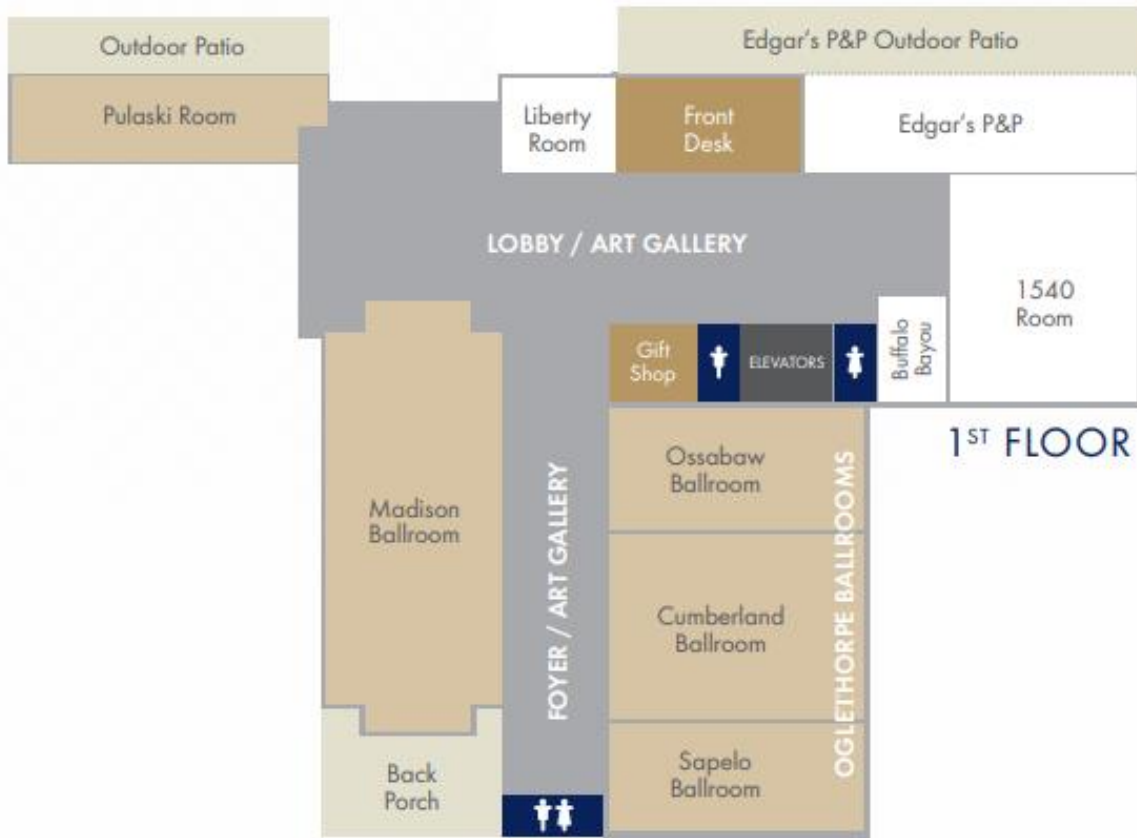 Outdoor Patio
Edgar's P&P Outdoor Patio
Pulaski Room
Liberty
Room
Front
Desk
Edgar's P&P
LOBBY / ART GALLERY
1540
Room
Gift
Shop
ELEVATORS
Buffalo
Bayou
1ST FLOOR
Ossabaw
Ballroom
Madison
Ballroom
FOYER / ART GALLERY
OGLETHORPE BALLROOMS
Cumberland
Ballroom
Sapelo
Ballroom
Back
Porch